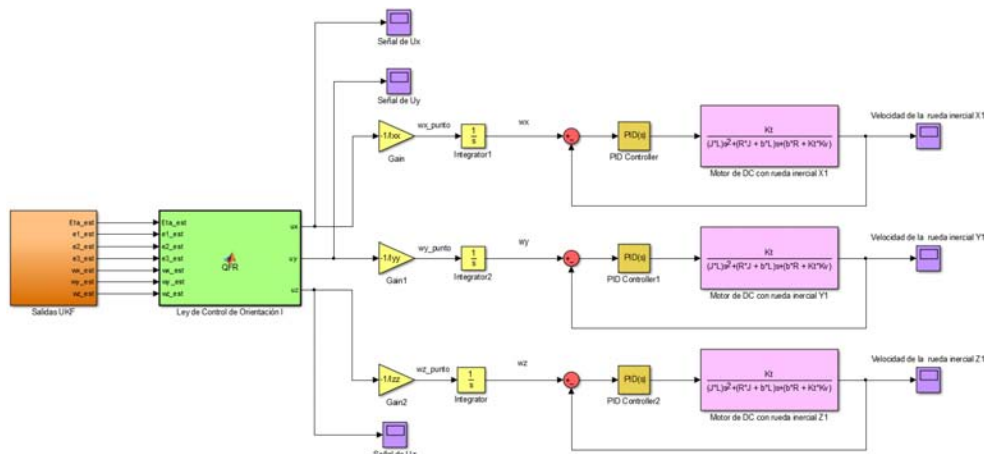 Señal de Ux
Señal de Uy
-1/Ixx
Gain
wx_punto
1
s
Integrator1
wx
PID(s)
PID Controller
Kt
(J*L)s²+(R*J + b*L)s+(b*R + Kt*Kv)
Motor de DC con rueda inercial X1
Velocidad de la rueda inercial X1
Eta_est
e1_est
e2_est
e3_est
wx_est
wy_est
wz_est
Salidas UKF
Eta_est
e1_est
e2_est
e3_est
wx_est
wy_est
wz_est
QFR
ux
uy
uz
Ley de Control de Orientación I
-1/Iyy
Gain1
wy_punto
1
s
Integrator2
wy
PID(s)
PID Controller1
Kt
(J*L)s²+(R*J + b*L)s+(b*R + Kt*Kv)
Motor de DC con rueda inercial Y1
Velocidad de la rueda inercial Y1
-1/Izz
Gain2
wz_punto
1
s
Integrator
wz
PID(s)
PID Controller2
Kt
(J*L)s²+(R*J + b*L)s+(b*R + Kt*Kv)
Motor de DC con rueda inercial Z1
Velocidad de la rueda inercial Z1
Señal de